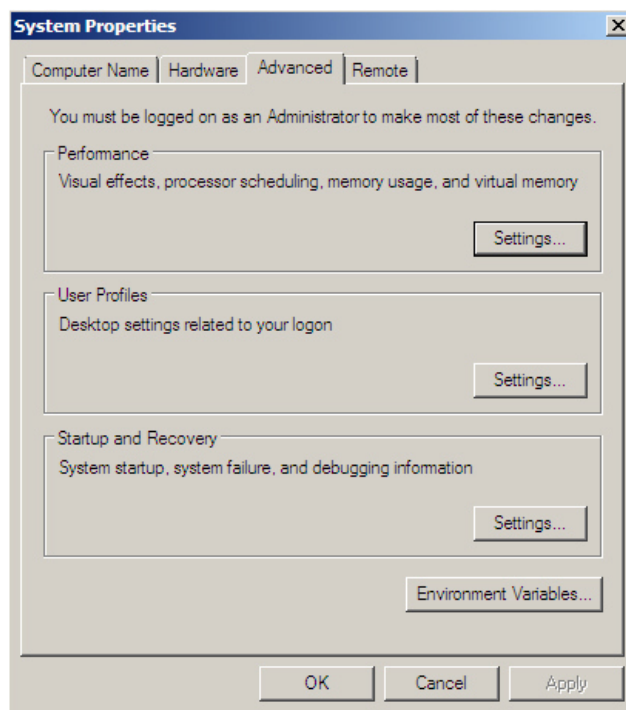 System Properties
Computer Name Hardware Advanced Remote
You must be logged on as an Administrator to make most of these changes.
Performance
Visual effects, processor scheduling, memory usage, and virtual memory
Settings...
User Profiles
Desktop settings related to your logon
Settings...
Startup and Recovery
System startup, system failure, and debugging information
Settings...
Environment Variables...
OK Cancel Apply